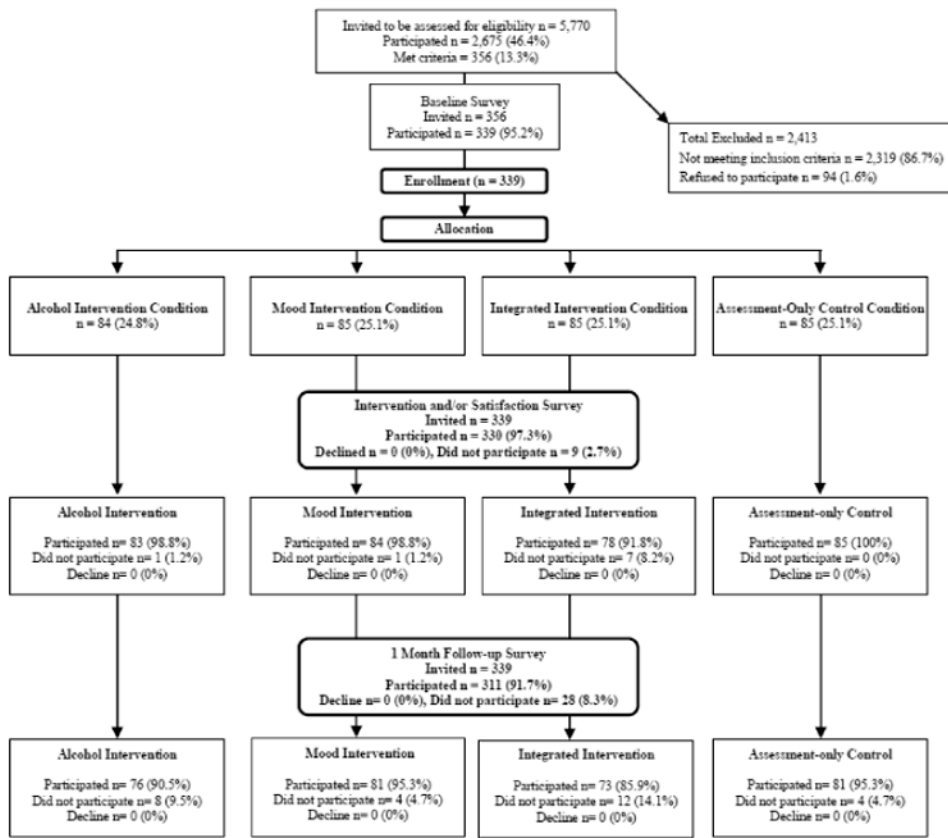 Invited to be assessed for eligibility n = 5,770
Participated n = 2,675 (46.4%)
Met criteria = 356 (13.3%)
Baseline Survey
Invited n = 356
Participated n = 339 (95.2%)
Total Excluded n = 2,413
Not meeting inclusion criteria n = 2,319 (86.7%)
Refused to participate n = 94 (1.6%)
Enrollment (n = 339)
Allocation
Alcohol Intervention Condition
n = 84 (24.8%)
Mood Intervention Condition
n = 85 (25.1%)
Integrated Intervention Condition
n = 85 (25.1%)
Assessment-Only Control Condition
n = 85 (25.1%)
Intervention and/or Satisfaction Survey
Invited n = 339
Participated n = 330 (97.3%)
Declined n = 0 (0%), Did not participate n = 9 (2.7%)
Alcohol Intervention
Participated n= 83 (98.8%)
Did not participate n= 1 (1.2%)
Decline n= 0 (0%)
Mood Intervention
Participated n= 84 (98.8%)
Did not participate n= 1 (1.2%)
Decline n= 0 (0%)
Integrated Intervention
Participated n= 78 (91.8%)
Did not participate n= 7 (8.2%)
Decline n= 0 (0%)
Assessment-only Control
Participated n= 85 (100%)
Did not participate n= 0 (0%)
Decline n= 0 (0%)
1 Month Follow-up Survey
Invited n = 339
Participated n = 311 (91.7%)
Decline n= 0 (0%), Did not participate n= 28 (8.3%)
Alcohol Intervention
Participated n= 76 (90.5%)
Did not participate n= 8 (9.5%)
Decline n= 0 (0%)
Mood Intervention
Participated n= 81 (95.3%)
Did not participate n= 4 (4.7%)
Decline n= 0 (0%)
Integrated Intervention
Participated n= 73 (85.9%)
Did not participate n= 12 (14.1%)
Decline n= 0 (0%)
Assessment-only Control
Participated n= 81 (95.3%)
Did not participate n= 4 (4.7%)
Decline n= 0 (0%)